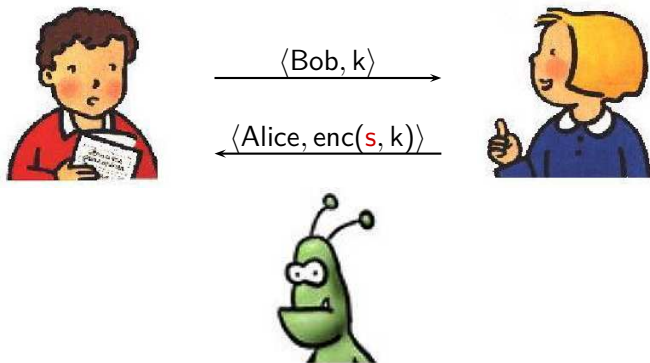 ⟨Bob, k⟩
⟨Alice, enc(s, k)⟩